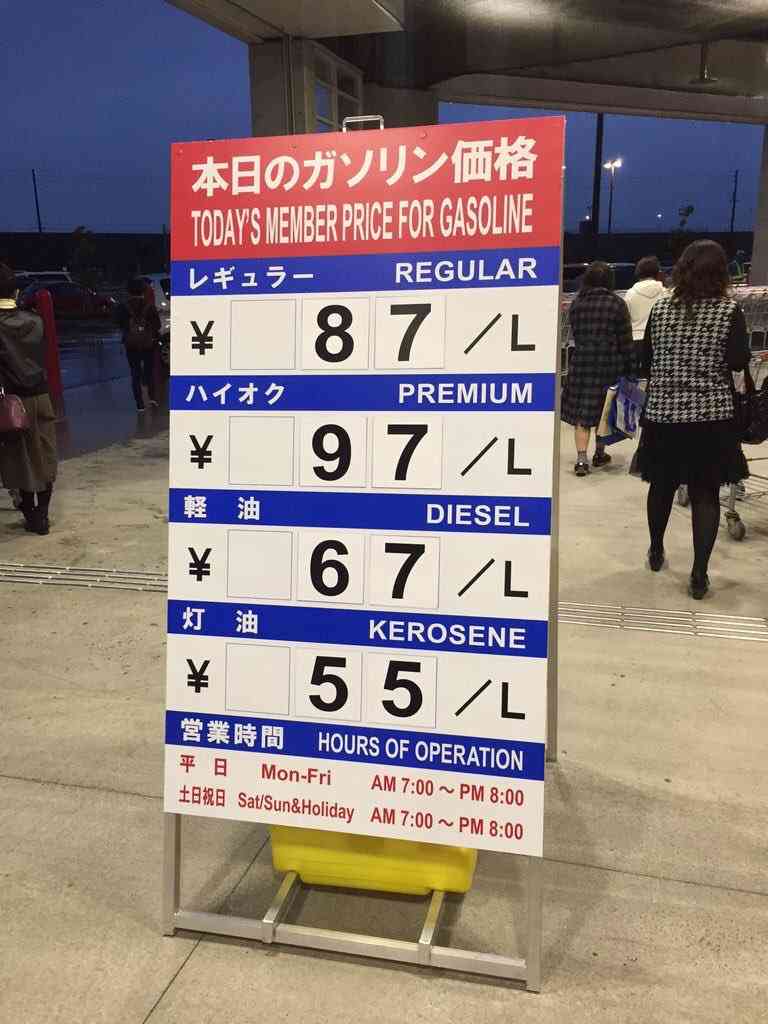 本日のガソリン価格
TODAY'S MEMBER PRICE FOR GASOLINE
レギュラー REGULAR
¥ 87 /L
ハイオク PREMIUM
¥ 97 /L
軽油 DIESEL
¥ 67 /L
灯油 KEROSENE
¥ 55 /L
営業時間 HOURS OF OPERATION
平日 Mon-Fri AM 7:00 〜 PM 8:00
土日祝日 Sat/Sun&Holiday AM 7:00 〜 PM 8:00